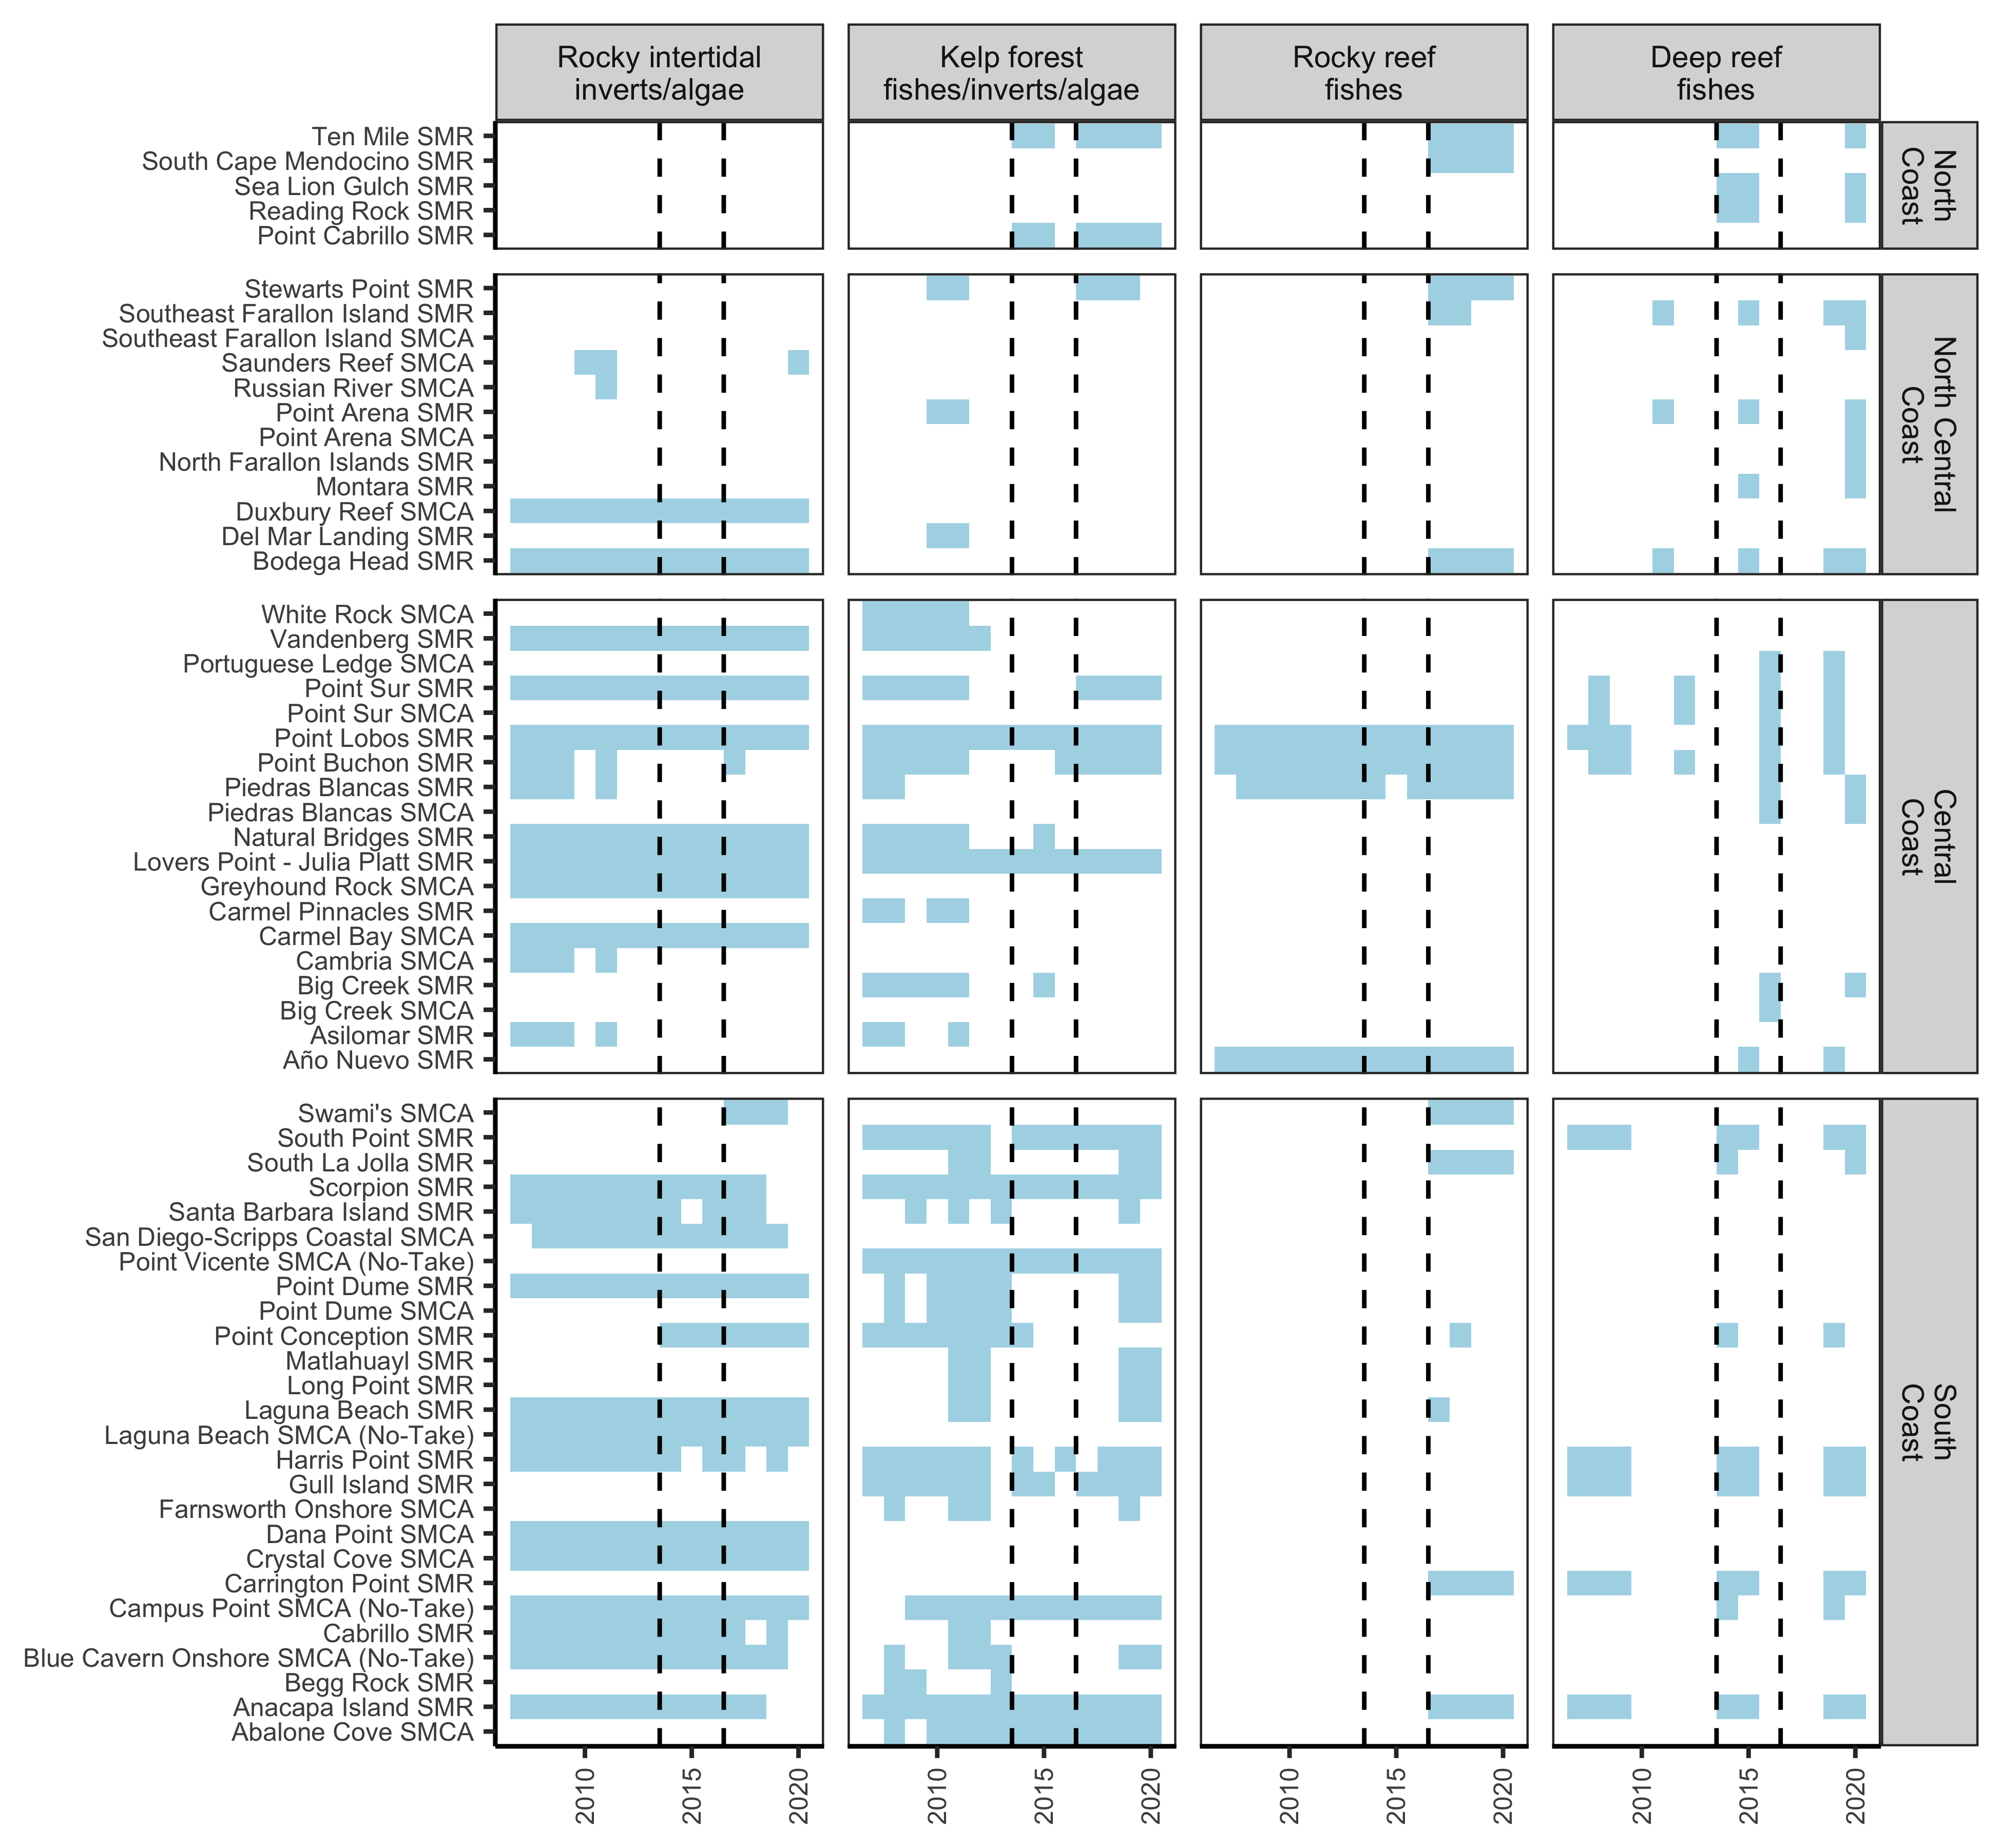 Rocky intertidal
inverts/algae
Kelp forest
fishes/inverts/algae
Rocky reef
fishes
Deep reef
fishes
Ten Mile SMR
South Cape Mendocino SMR
Sea Lion Gulch SMR
Reading Rock SMR
Point Cabrillo SMR
North
Coast
Stewarts Point SMR
Southeast Farallon Island SMR
Southeast Farallon Island SMCA
Saunders Reef SMCA
Russian River SMCA
Point Arena SMR
Point Arena SMCA
North Farallon Islands SMR
Montara SMR
Duxbury Reef SMCA
Del Mar Landing SMR
Bodega Head SMR
North Central
Coast
White Rock SMCA
Vandenberg SMR
Portuguese Ledge SMCA
Point Sur SMR
Point Sur SMCA
Point Lobos SMR
Point Buchon SMR
Piedras Blancas SMR
Piedras Blancas SMCA
Natural Bridges SMR
Lovers Point - Julia Platt SMR
Greyhound Rock SMCA
Carmel Pinnacles SMR
Carmel Bay SMCA
Cambria SMCA
Big Creek SMR
Big Creek SMCA
Asilomar SMR
Año Nuevo SMR
Central
Coast
Swami's SMCA
South Point SMR
South La Jolla SMR
Scorpion SMR
Santa Barbara Island SMR
San Diego-Scripps Coastal SMCA
Point Vicente SMCA (No-Take)
Point Dume SMR
Point Dume SMCA
Point Conception SMR
Matlahuayl SMR
Long Point SMR
Laguna Beach SMR
Laguna Beach SMCA (No-Take)
Harris Point SMR
Gull Island SMR
Farnsworth Onshore SMCA
Dana Point SMCA
Crystal Cove SMCA
Carrington Point SMR
Campus Point SMCA (No-Take)
Cabrillo SMR
Blue Cavern Onshore SMCA (No-Take)
Begg Rock SMR
Anacapa Island SMR
Abalone Cove SMCA
South
Coast
2010
2015
2020
2010
2015
2020
2010
2015
2020
2010
2015
2020